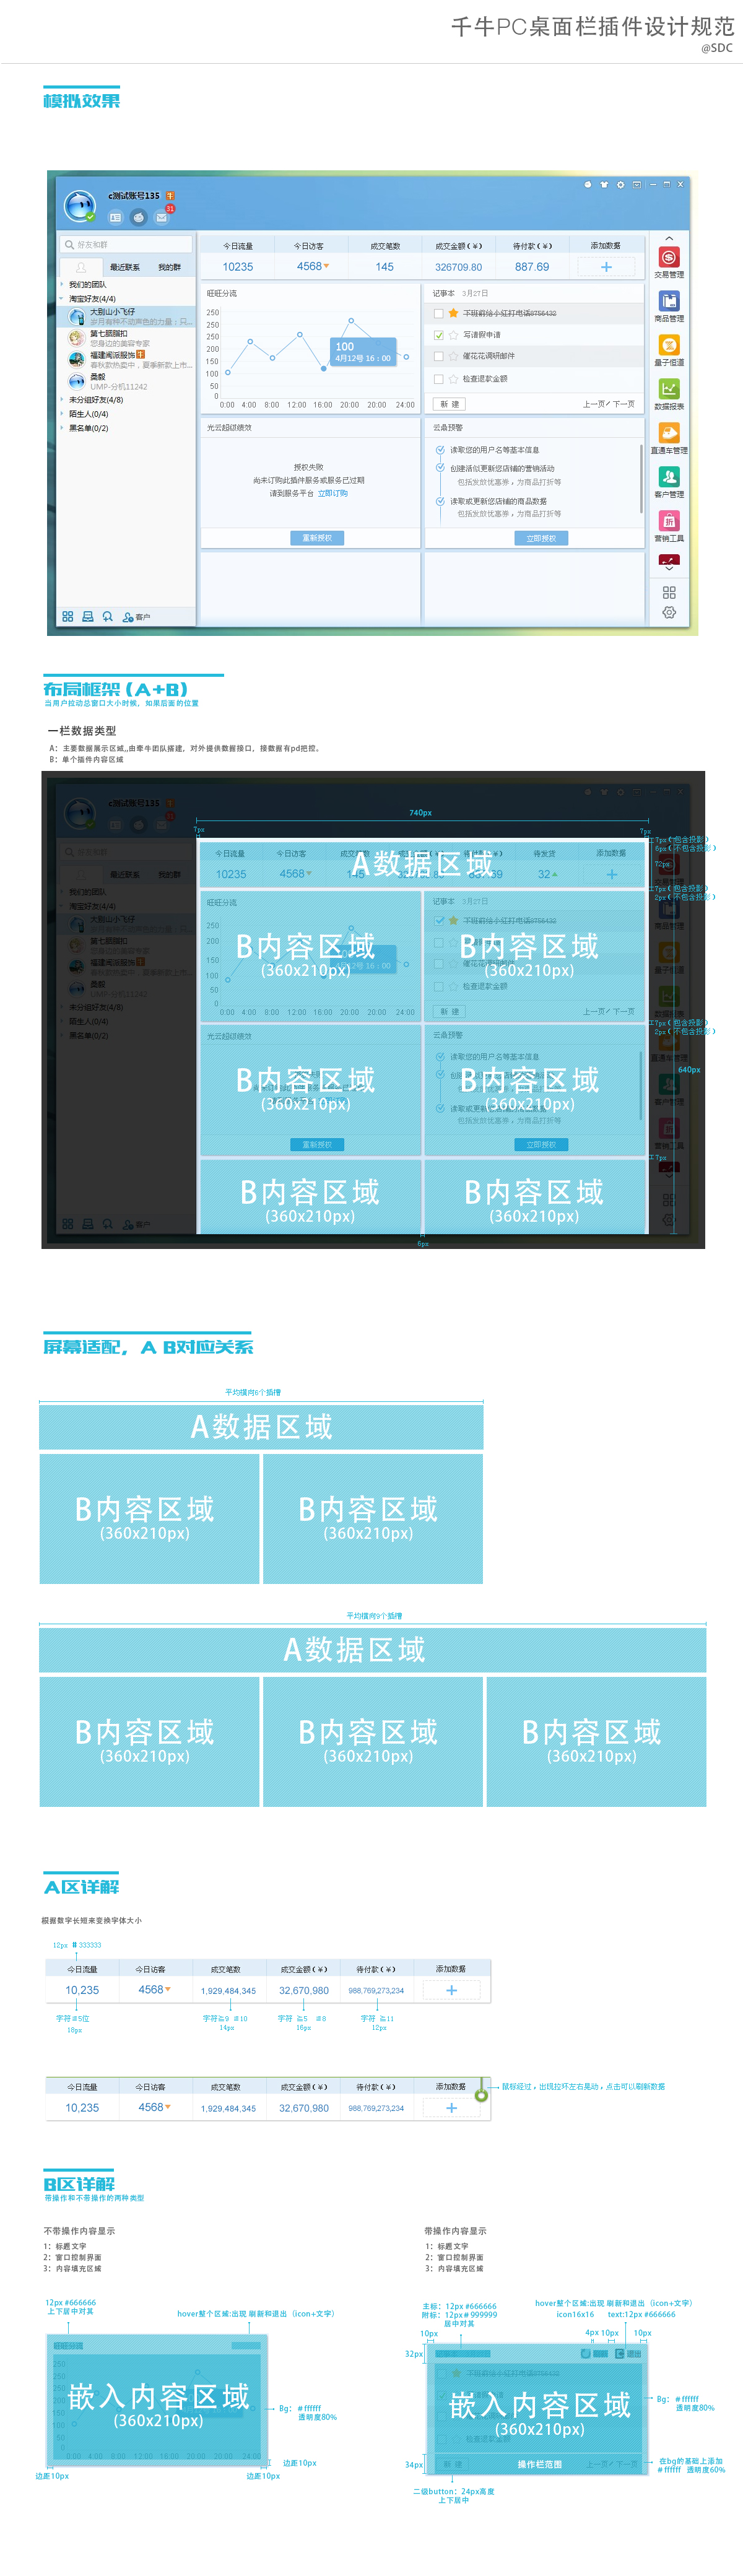 千牛PC桌面栏插件设计规范
@SDC
模拟效果
c测试账号135
31
好友和群
最近联系 我的群
我们的团队
淘宝好友(4/4)
大别山小飞仔
岁月有种不动声色的力量：只...
第七腊腊扣
您身边的美容专家
福建闽派服饰
春秋款热卖中，夏季新款上市...
桑毅
UMP-分机11242
未分组好友(4/8)
陌生人(0/4)
黑名单(0/2)
客户
今日流量 今日访客 成交笔数 成交金额(¥) 待付款(¥) 添加数据
10235 4568 145 326709.80 887.69 +
旺旺分流
250
200
150
100
50
0
0:00 4:00 8:00 12:00 16:00 20:00 24:00
100
4月12号 16：00
记事本 3月27日
下班前给小红打电话8756432
写请假申请
催花花调研邮件
检查退款金额
新 建 上一页／下一页
光云超级绩效
授权失败
尚未订购此插件服务或服务已过期
请到服务平台 立即订购
重新授权
云鼎预警
读取您的用户名等基本信息
创建活似更新您店铺的营销活动
包括发放优惠券，方商品打折等
读取或更新您店铺的商品数据
包括发放优惠券，方商品打折等
立即授权
交易管理
商品管理
量子恒道
数据报表
直通车管理
客户管理
营销工具
布局框架(A+B)
当用户拉动总窗口大小时候，如果后面的位置
一栏数据类型
A：主要数据展示区域，由牵牛团队搭建，对外提供数据接口，接数据有pd把控。
B：单个插件内容区域
740px
7px 7px
7px(包含投影)
6px(不包含投影)
72px
A数据区域
7px(包含投影)
2px(不包含投影)
B内容区域 B内容区域
(360x210px) (360x210px)
7px(包含投影)
2px(不包含投影)
640px
B内容区域 B内容区域
(360x210px) (360x210px)
7px
B内容区域 B内容区域
(360x210px) (360x210px)
6px
屏幕适配，A B对应关系
平均横向6个插槽
A数据区域
B内容区域 B内容区域
(360x210px) (360x210px)
平均横向9个插槽
A数据区域
B内容区域 B内容区域 B内容区域
(360x210px) (360x210px) (360x210px)
A区详解
根据数字长短来变换字体大小
12px #333333
今日流量 今日访客 成交笔数 成交金额(¥) 待付款(¥) 添加数据
10,235 4568 1,929,484,345 32,670,980 988,769,273,234 +
字符≦5位 字符≧9 ≦10 字符 ≧5 ≦8 字符 ≧11
18px 14px 16px 12px
今日流量 今日访客 成交笔数 成交金额(¥) 待付款(¥) 添加数据
10,235 4568 1,929,484,345 32,670,980 988,769,273,234 +
鼠标经过，出现拉环左右晃动，点击可以刷新数据
B区详解
带操作和不带操作的两种类型
不带操作内容显示
1：标题文字
2：窗口控制界面
3：内容填充区域
12px #666666
上下居中对其
hover整个区域:出现 刷新和退出（icon+文字）
旺旺分流
嵌入内容区域
(360x210px)
Bg：#ffffff
透明度80%
边距10px
边距10px 边距10px
带操作内容显示
1：标题文字
2：窗口控制界面
3：内容填充区域
主标：12px #666666
附标：12px# 999999
居中对其
hover整个区域:出现 刷新和退出（icon+文字）
icon16x16 text:12px #666666
10px 4px 10px 10px
32px
退出
嵌入内容区域
(360x210px)
Bg：#ffffff
透明度80%
34px 新 建 操作栏范围 上一页／下一页
在bg的基础上添加
#ffffff 透明度60%
二级button：24px高度
上下居中